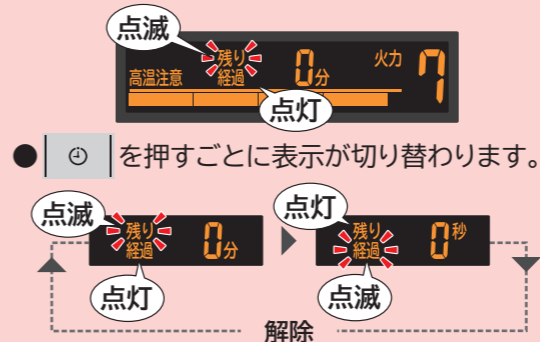 点滅
残り
経過
0分
火力
7
高温注意
点灯
●を押すごとに表示が切り替わります。
点滅
残り
経過
0分
点灯
点灯
残り
経過
0秒
点滅
解除